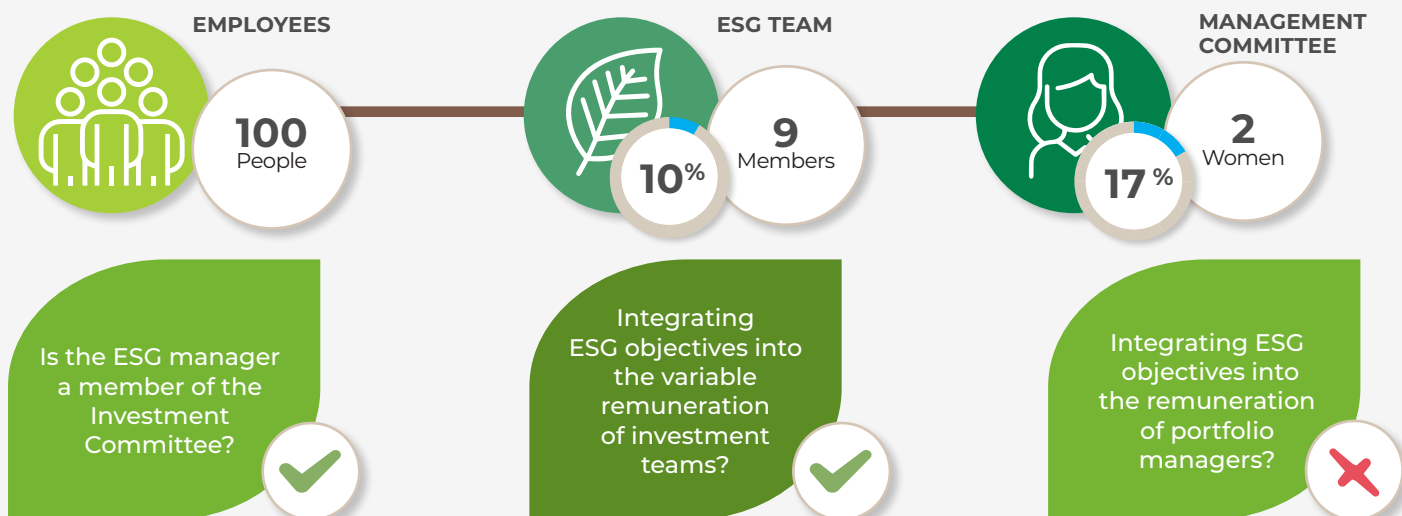 EMPLOYEES
100
People
ESG TEAM
10%
9
Members
MANAGEMENT
COMMITTEE
17 %
2
Women
Is the ESG manager
a member of the
Investment
Committee?
Integrating
ESG objectives into
the variable
remuneration
of investment
teams?
Integrating ESG
objectives into
the remuneration
of portfolio
managers?